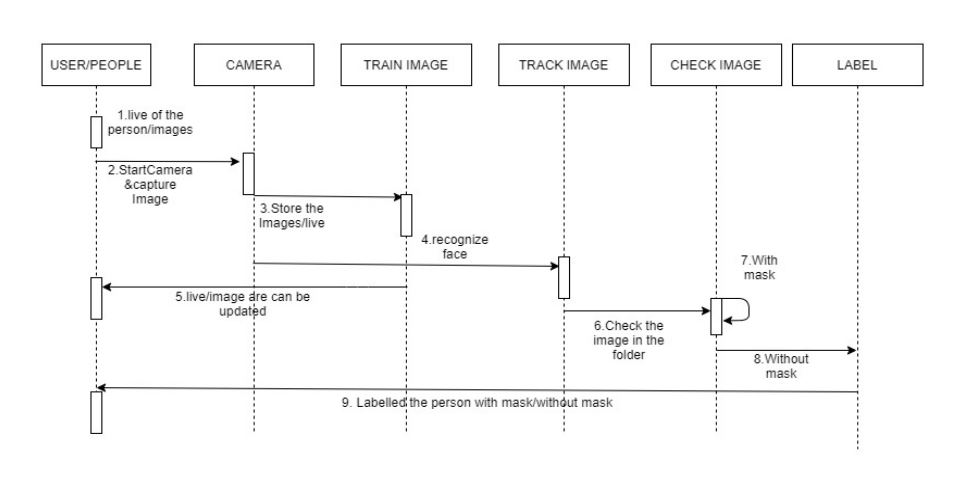 USER/PEOPLE
CAMERA
TRAIN IMAGE
TRACK IMAGE
CHECK IMAGE
LABEL
1.live of the
person/images
2.StartCamera
&capture
Image
3.Store the
Images/live
4.recognize
face
5.live/image are can be
updated
6.Check the
image in the
folder
7.With
mask
8.Without
mask
9. Labelled the person with mask/without mask